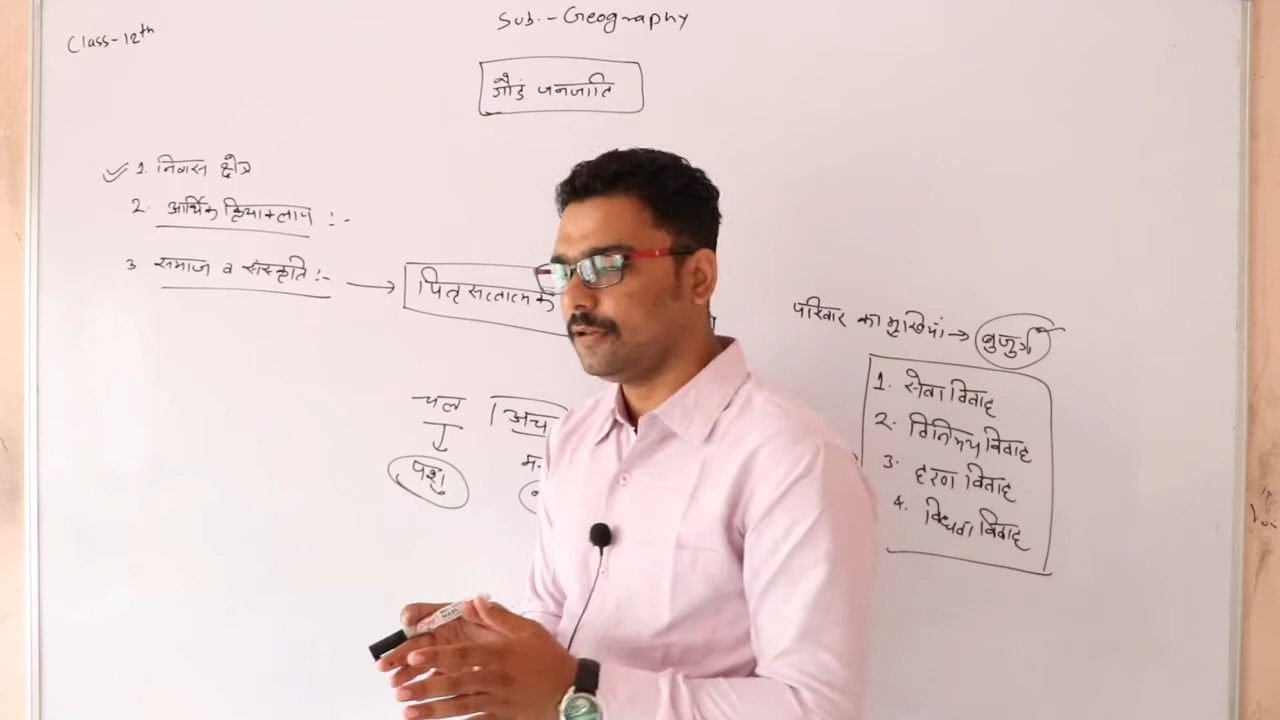 Class-12th
Sub.-Geography
गौंड जनजाति
1. निवास क्षेत्र
2. आर्थिक क्रियाकलाप :-
3 समाज व संस्कृति :- → पितृसत्तात्मक
परिवार का मुखियां → बुजुर्ग
चल
पशु
1. सेवा विवाह
2. विनिमय विवाह
3. हरण विवाह
4. विधवा विवाह